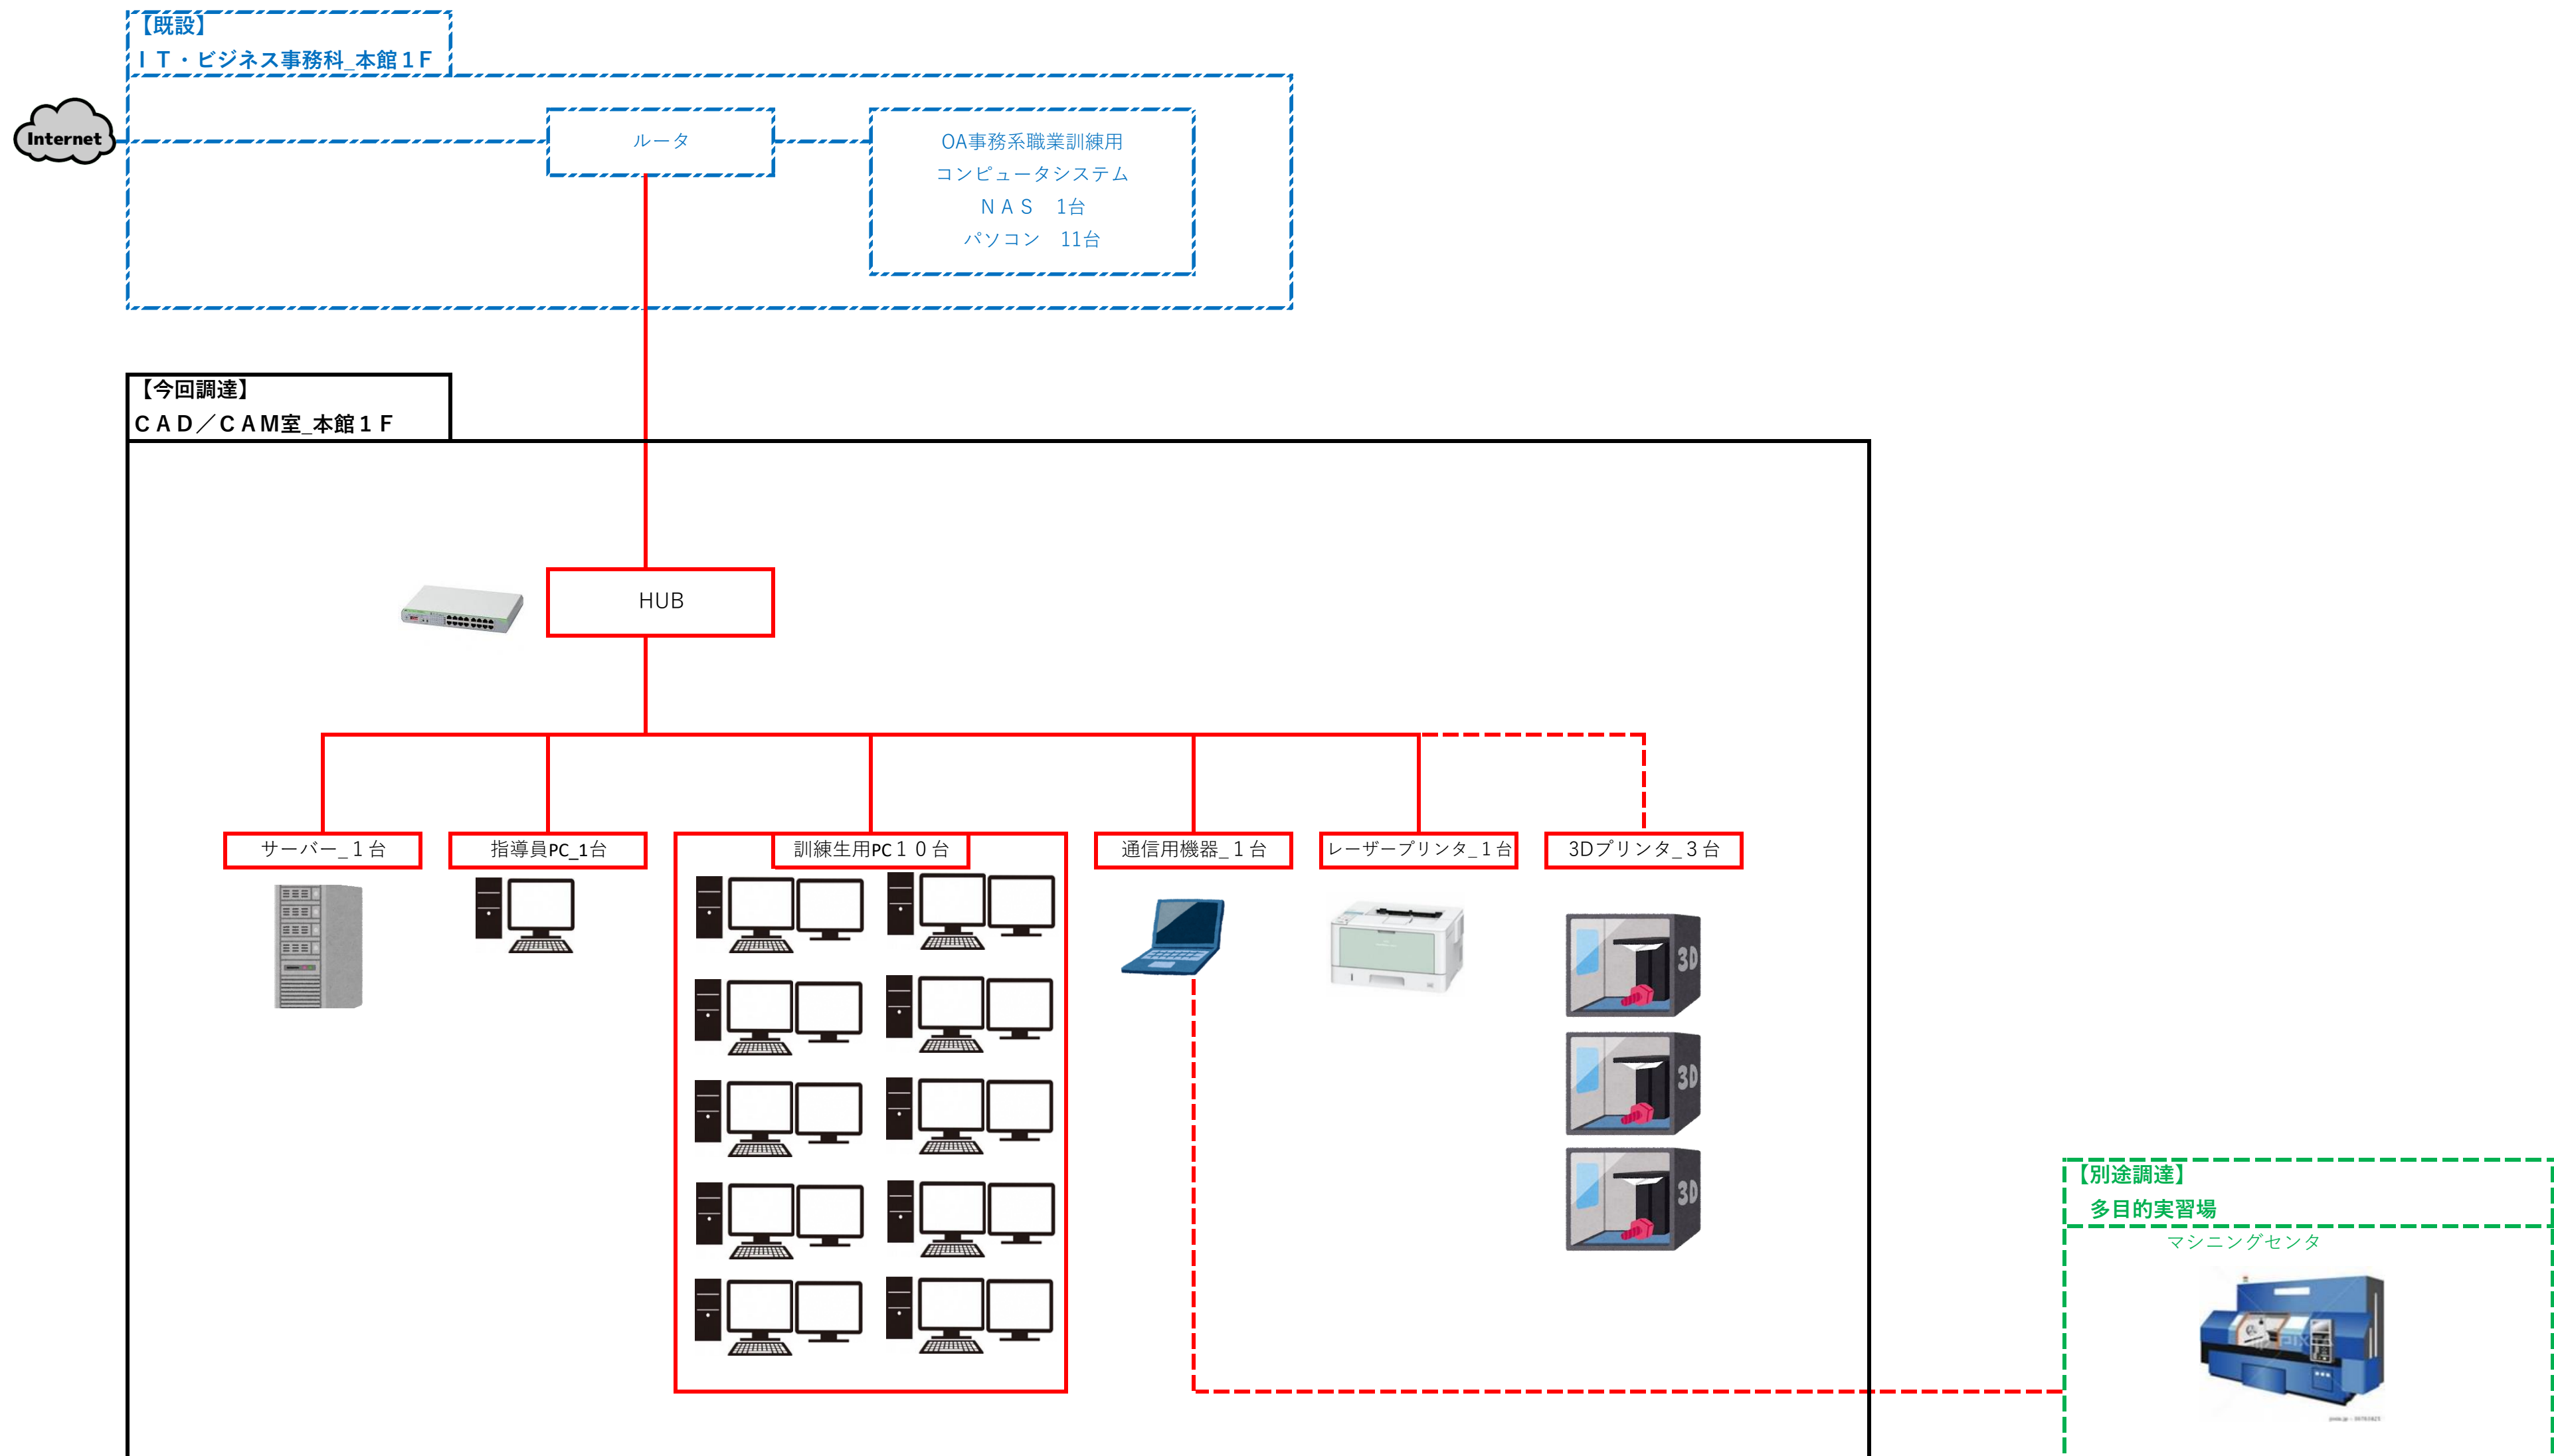 【既設】
ＩＴ・ビジネス事務科_本館１F
Internet
ルータ
OA事務系職業訓練用
コンピュータシステム
ＮＡＳ　1台
パソコン　11台
【今回調達】
ＣＡＤ／ＣＡＭ室_本館１Ｆ
HUB
サーバー_１台
指導員PC_1台
訓練生用PC１０台
通信用機器_１台
レーザープリンタ_１台
3Dプリンタ_３台
3D
3D
3D
【別途調達】
多目的実習場
マシニングセンタ